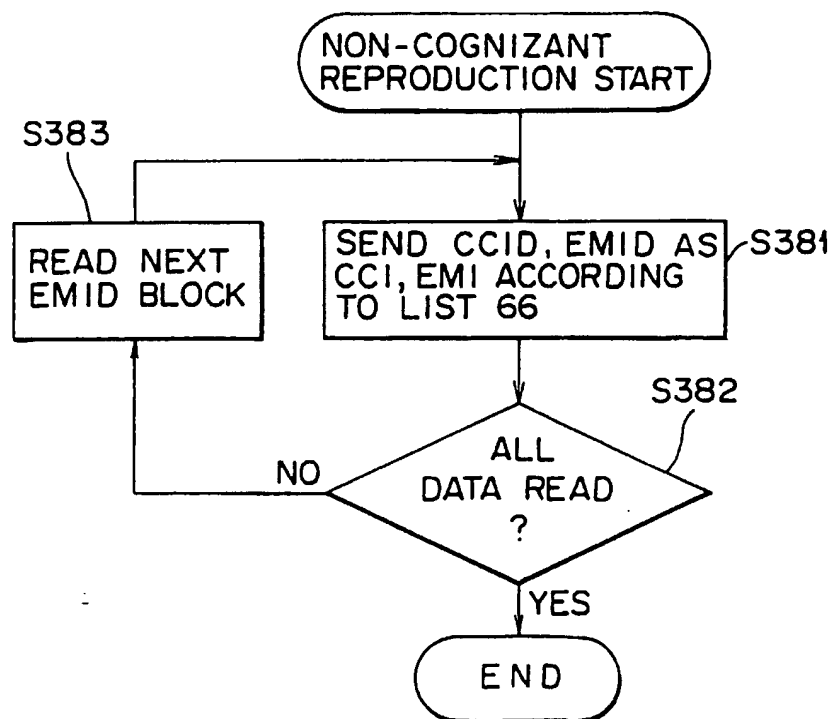 NON-COGNIZANT
REPRODUCTION START
S383
READ NEXT
EMID BLOCK
SEND CCID, EMID AS
CCI, EMI ACCORDING
TO LIST 66
S381
S382
ALL
DATA READ
?
NO
YES
END